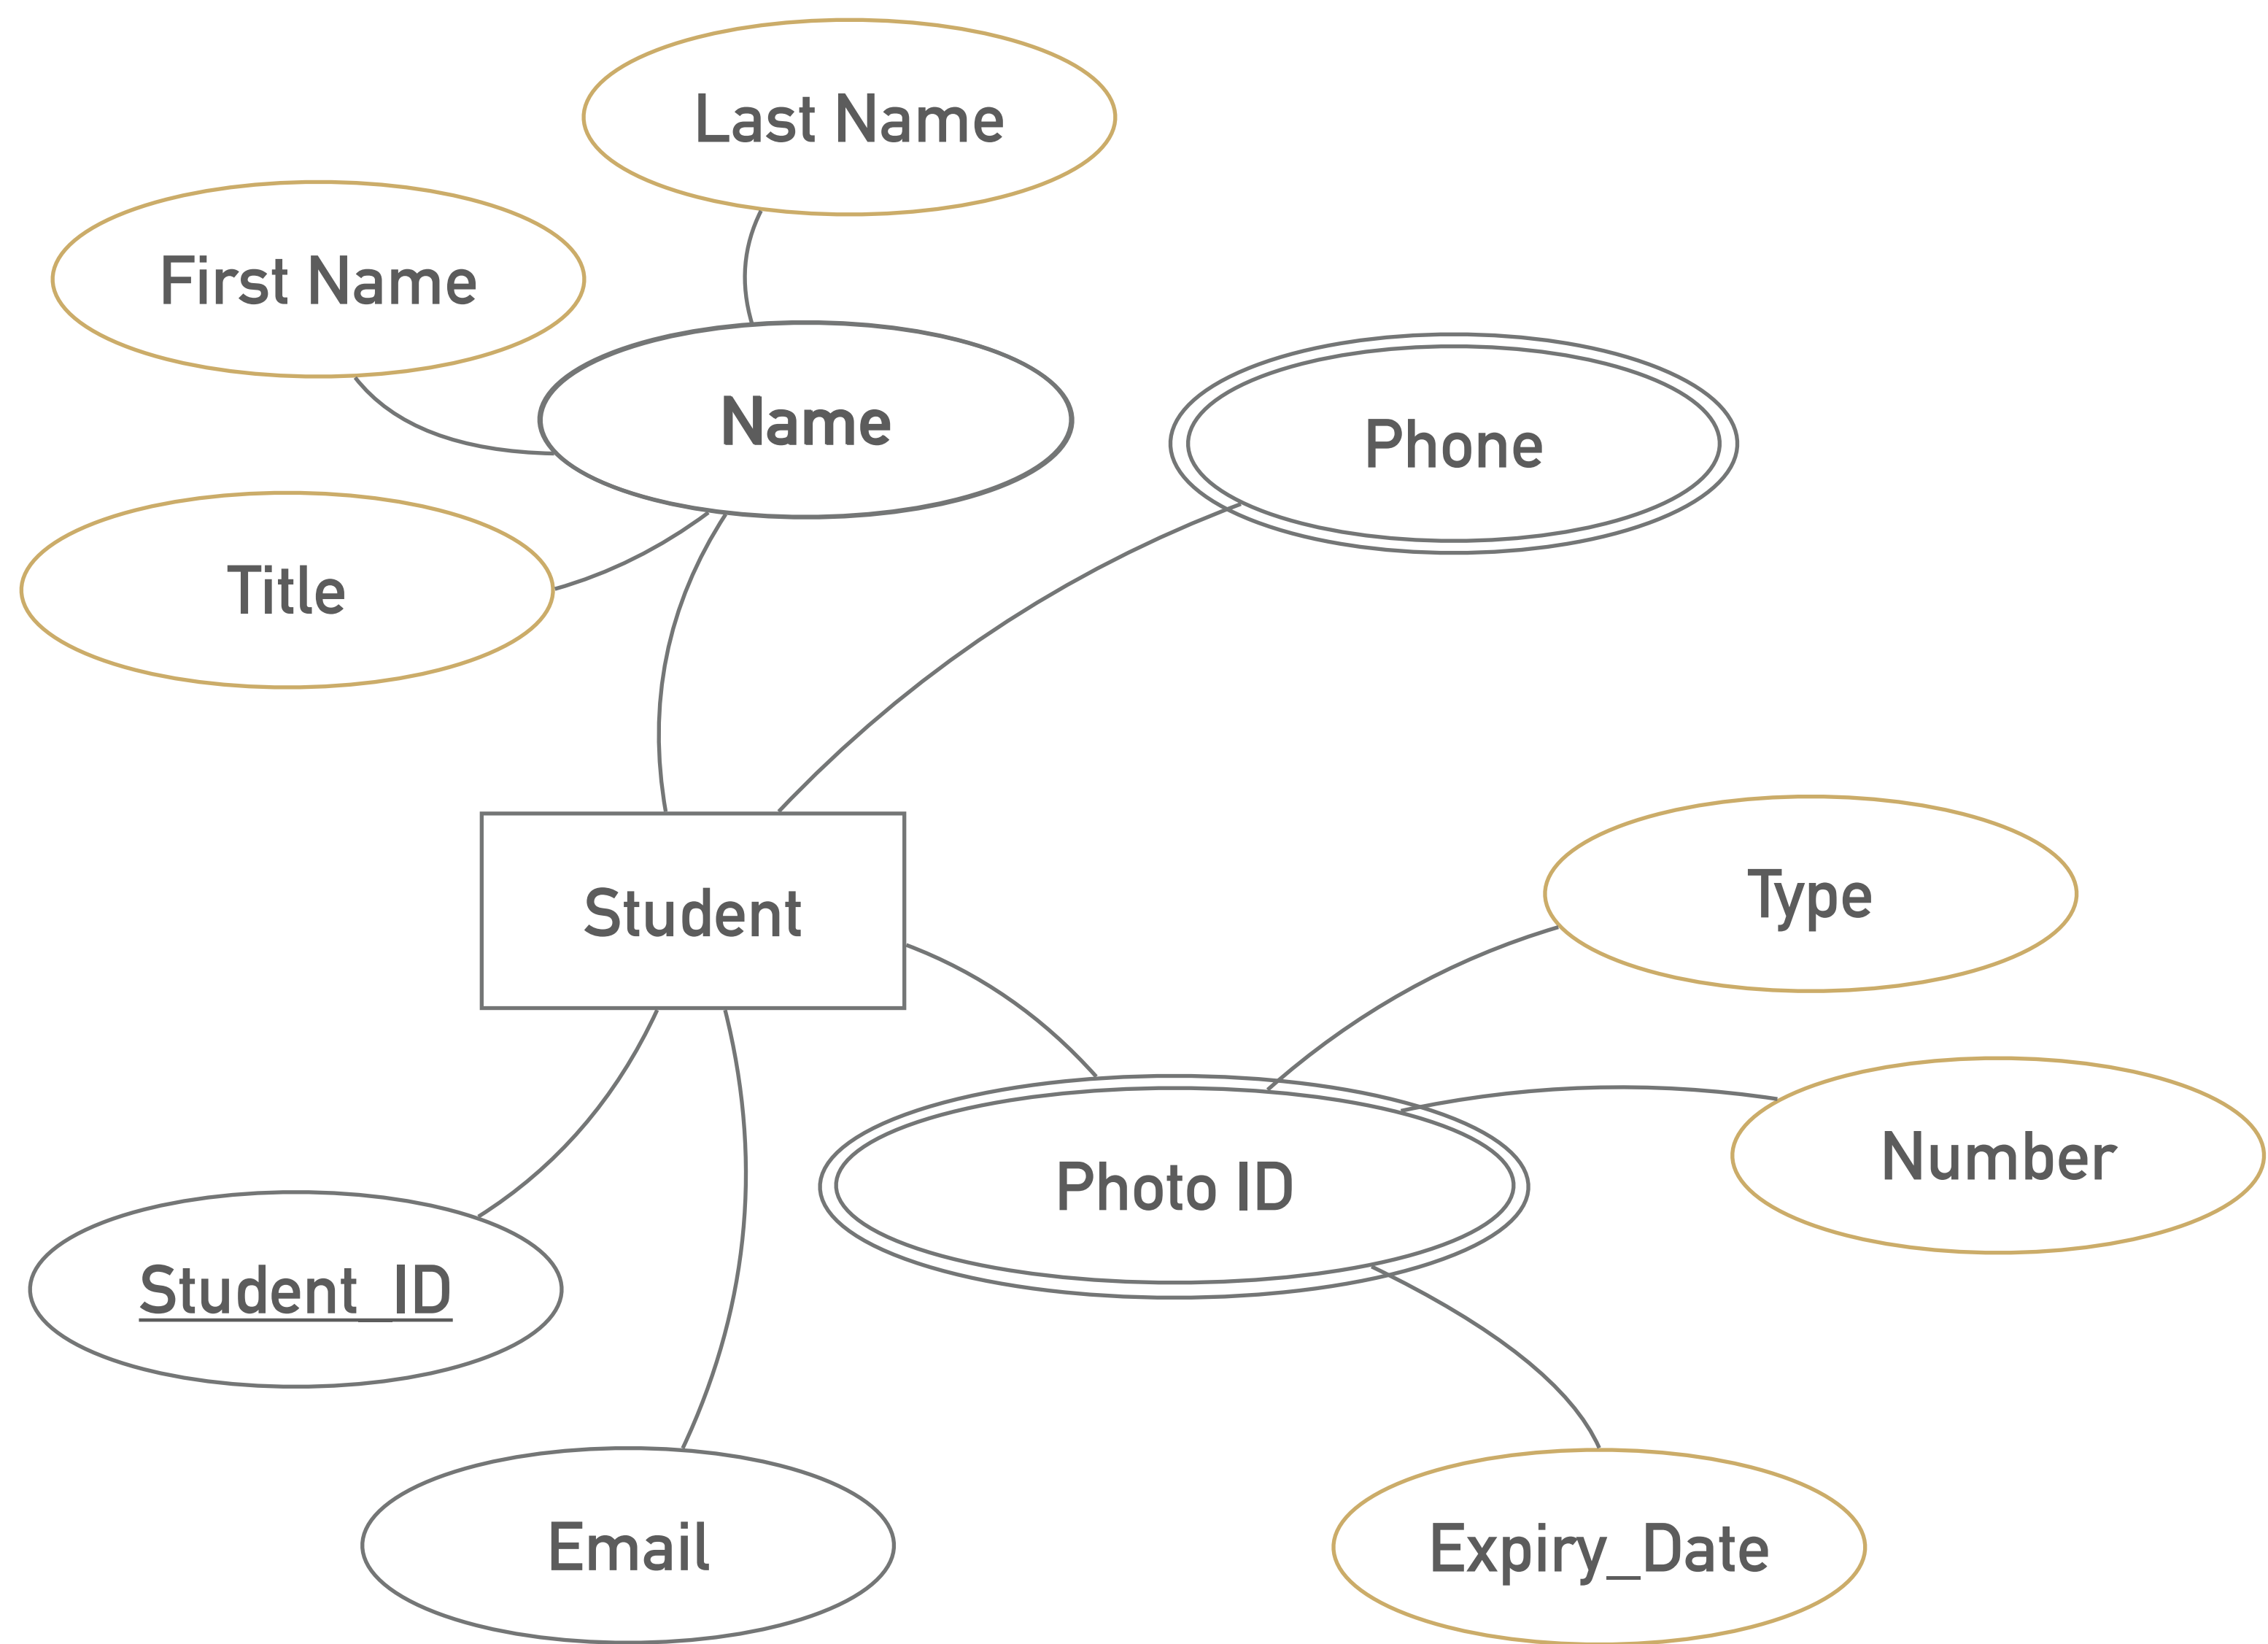 Last Name
First Name
Name
Phone
Title
Student
Type
Number
Photo ID
Student_ID
Email
Expiry_Date